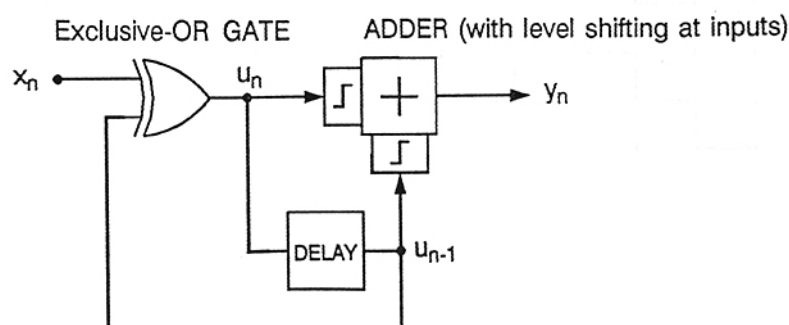 Exclusive-OR GATE
ADDER (with level shifting at inputs)
xn
un
+
yn
DELAY
un-1